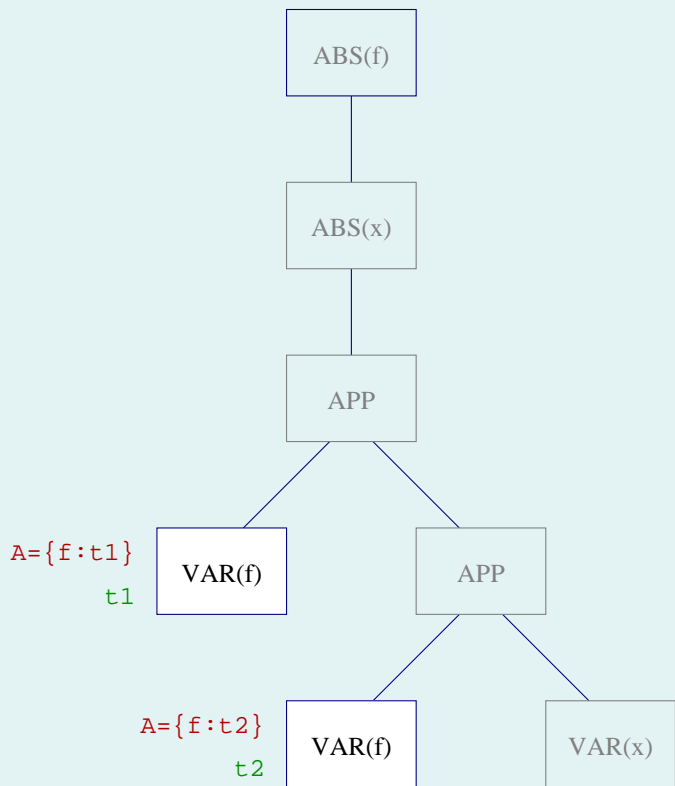 ABS(f)
ABS(x)
APP
A={f:t1}
t1
VAR(f)
APP
A={f:t2}
t2
VAR(f)
VAR(x)